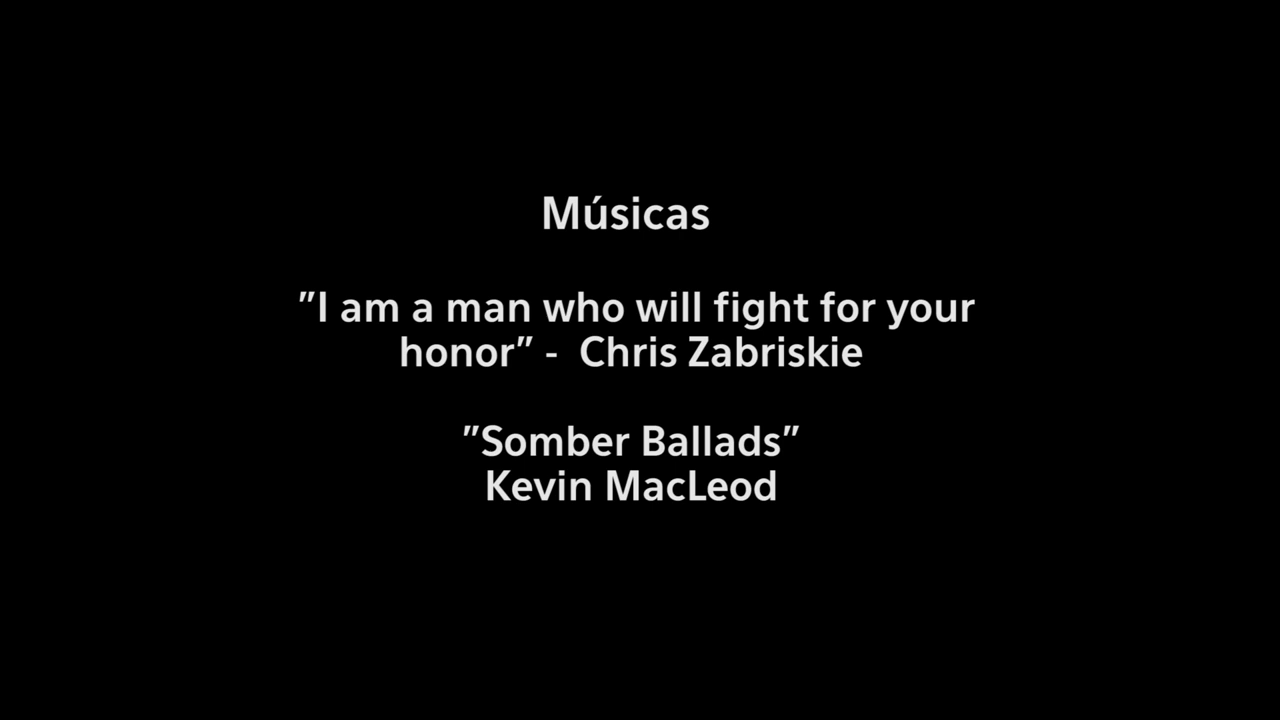 Músicas
"I am a man who will fight for your
honor" -  Chris Zabriskie
"Somber Ballads"
Kevin MacLeod